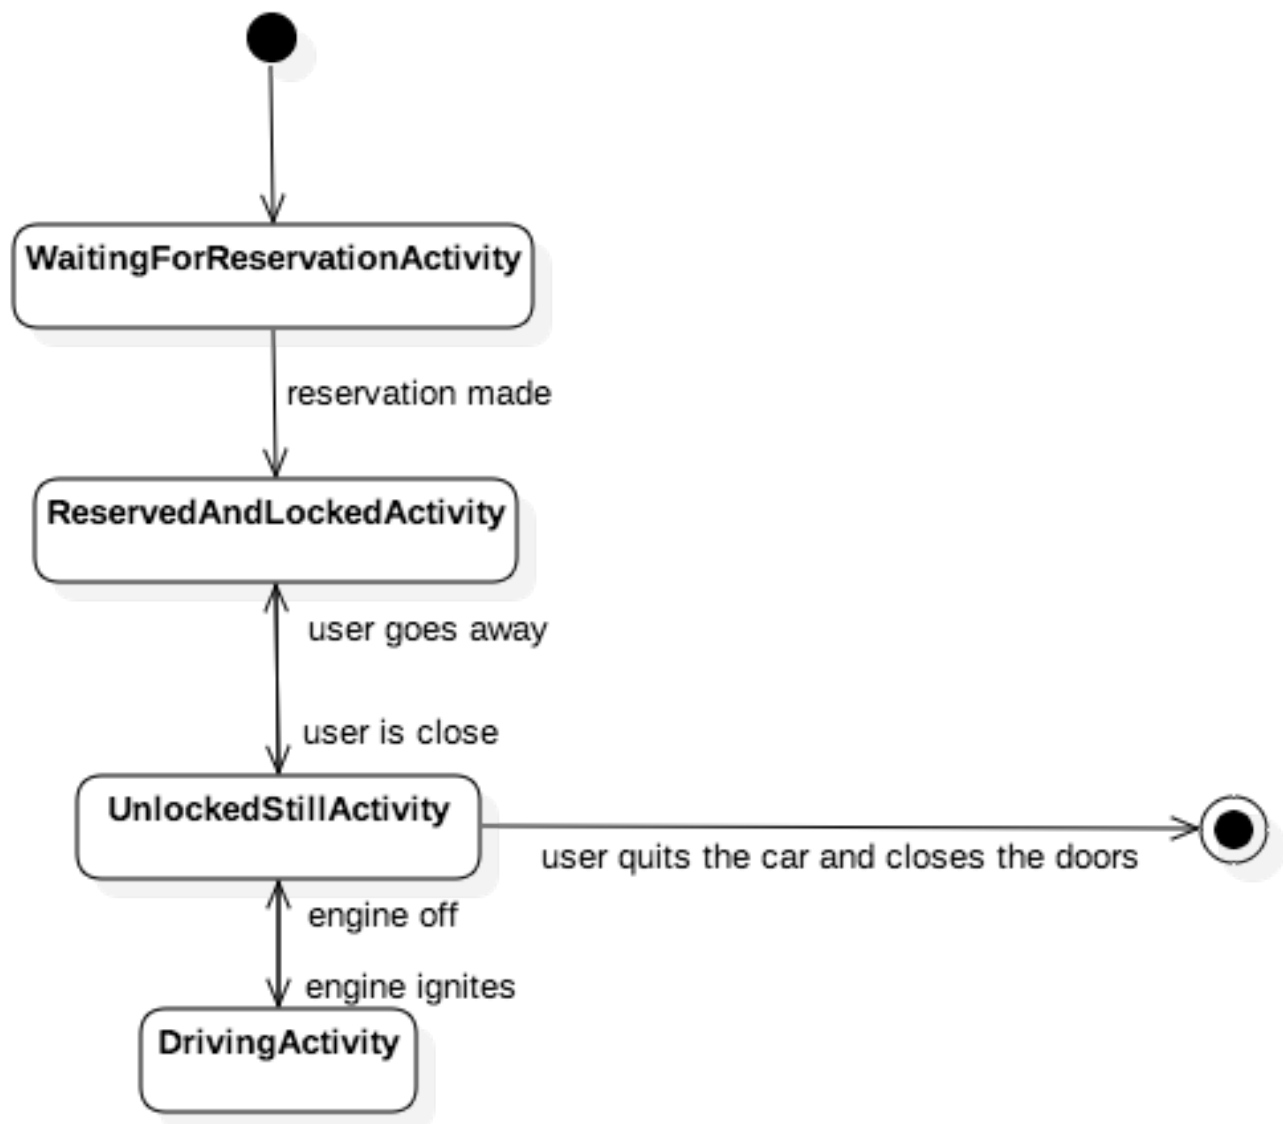 WaitingForReservationActivity
reservation made
ReservedAndLockedActivity
user goes away
user is close
UnlockedStillActivity
user quits the car and closes the doors
engine off
engine ignites
DrivingActivity